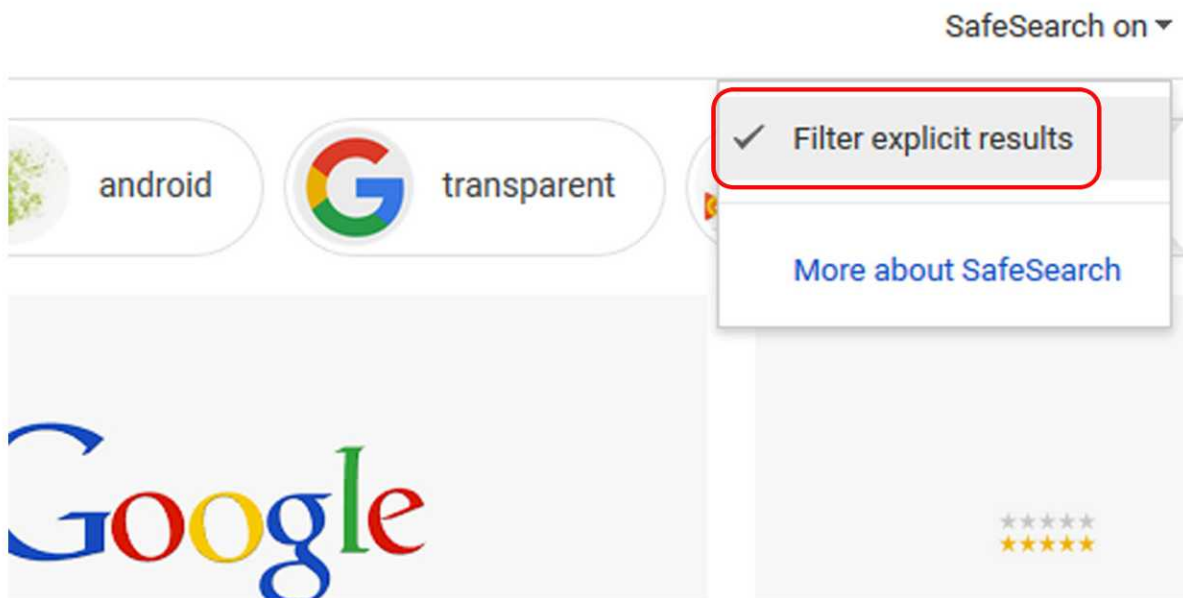 SafeSearch on
Filter explicit results
android
transparent
More about SafeSearch
Google